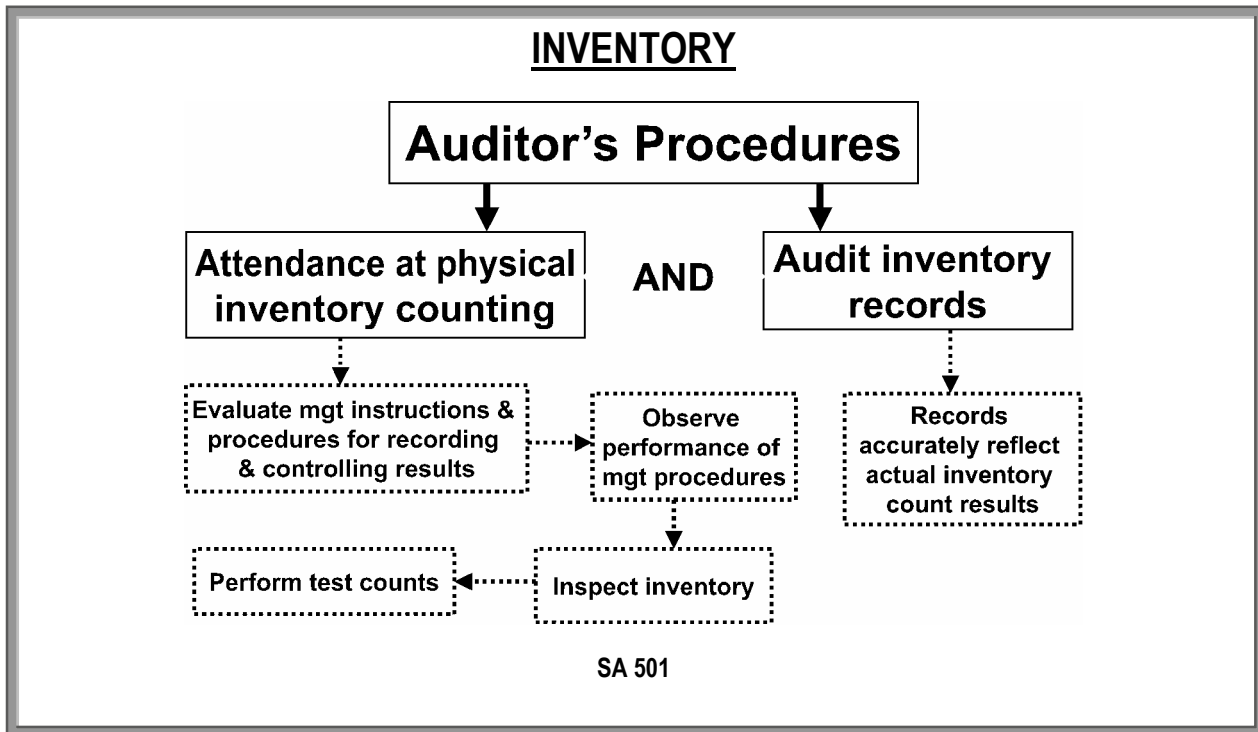 INVENTORY
Auditor’s Procedures
Attendance at physical
inventory counting
AND
Audit inventory
records
Evaluate mgt instructions &
procedures for recording
& controlling results
Observe
performance of
mgt procedures
Records
accurately reflect
actual inventory
count results
Perform test counts
Inspect inventory
SA 501